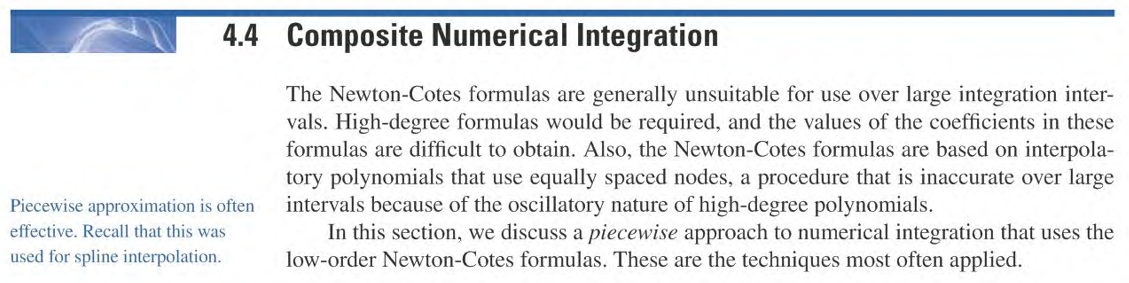 4.4 Composite Numerical Integration
The Newton-Cotes formulas are generally unsuitable for use over large integration inter-
vals. High-degree formulas would be required, and the values of the coefficients in these
formulas are difficult to obtain. Also, the Newton-Cotes formulas are based on interpola-
tory polynomials that use equally spaced nodes, a procedure that is inaccurate over large
intervals because of the oscillatory nature of high-degree polynomials.
Piecewise approximation is often
effective. Recall that this was
used for spline interpolation.
In this section, we discuss a piecewise approach to numerical integration that uses the
low-order Newton-Cotes formulas. These are the techniques most often applied.